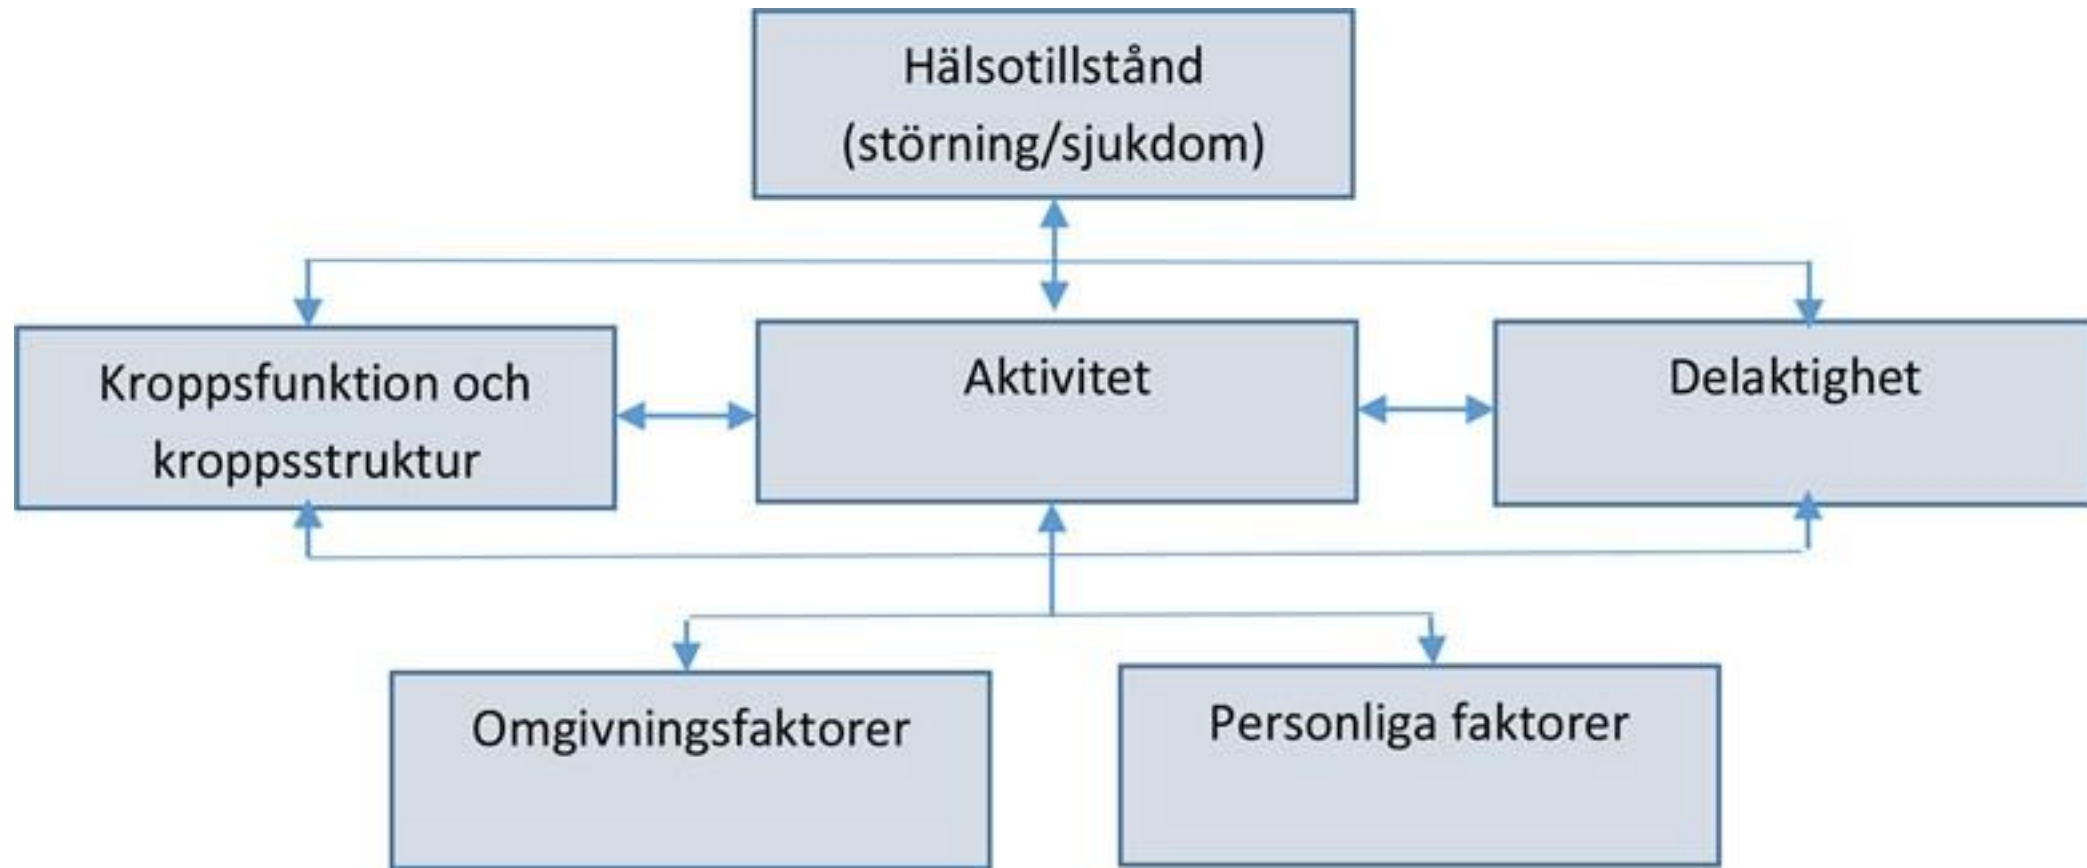 Hälsotillstånd
(störning/sjukdom)
Kroppsfunktion och
kroppsstruktur
Aktivitet
Delaktighet
Omgivningsfaktorer
Personliga faktorer